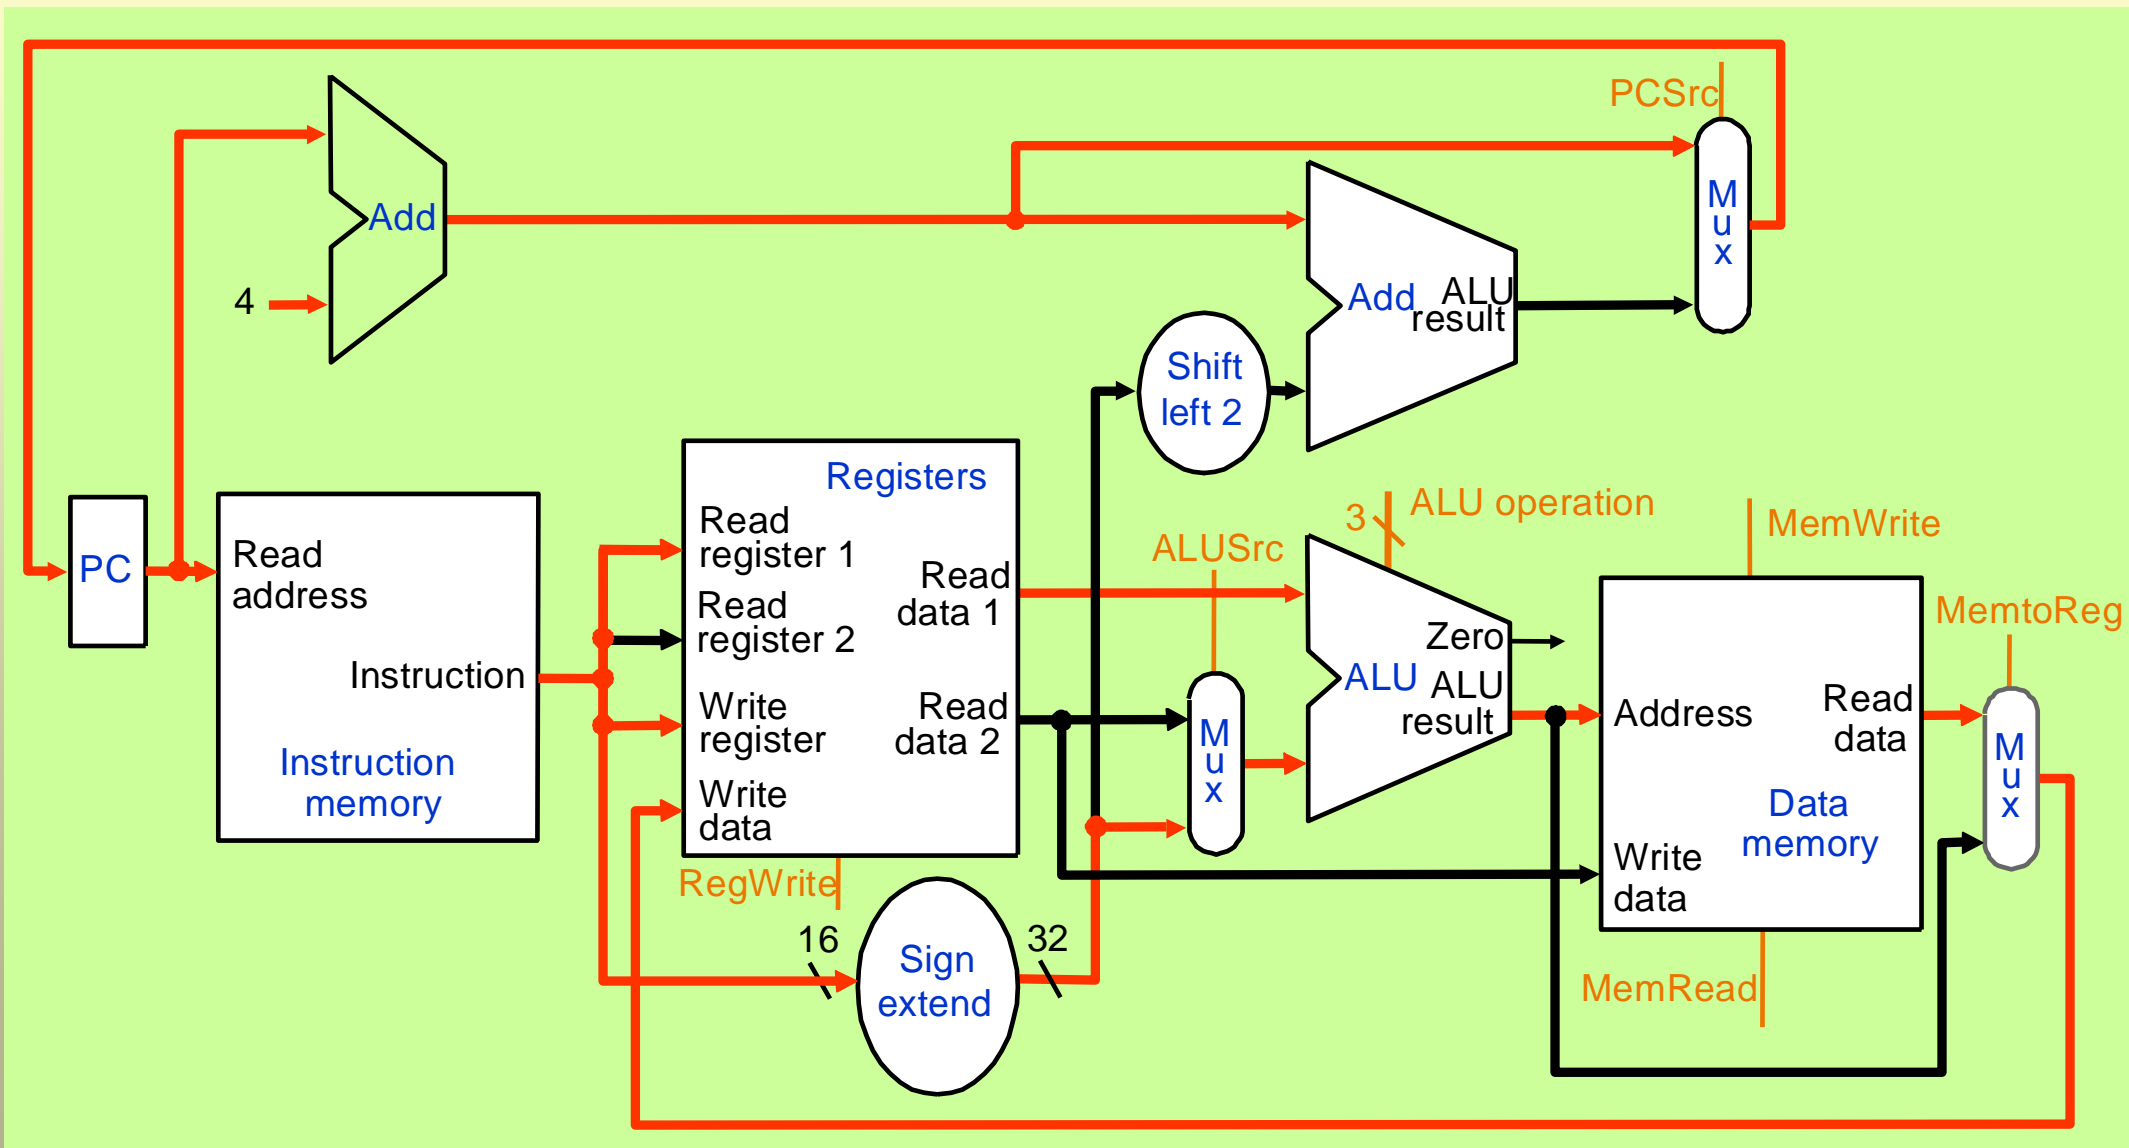 PCSrc
M
u
x
Add
4
Add
ALU
result
Shift
left 2
Registers
PC
Read
address
Instruction
Instruction
memory
Read
register 1
Read
register 2
Write
register
Write
data
Read
data 1
Read
data 2
RegWrite
16
Sign
extend
32
ALUSrc
M
u
x
3
ALU operation
Zero
ALU
ALU
result
MemWrite
Address
Read
data
Data
memory
Write
data
MemRead
MemtoReg
M
u
x